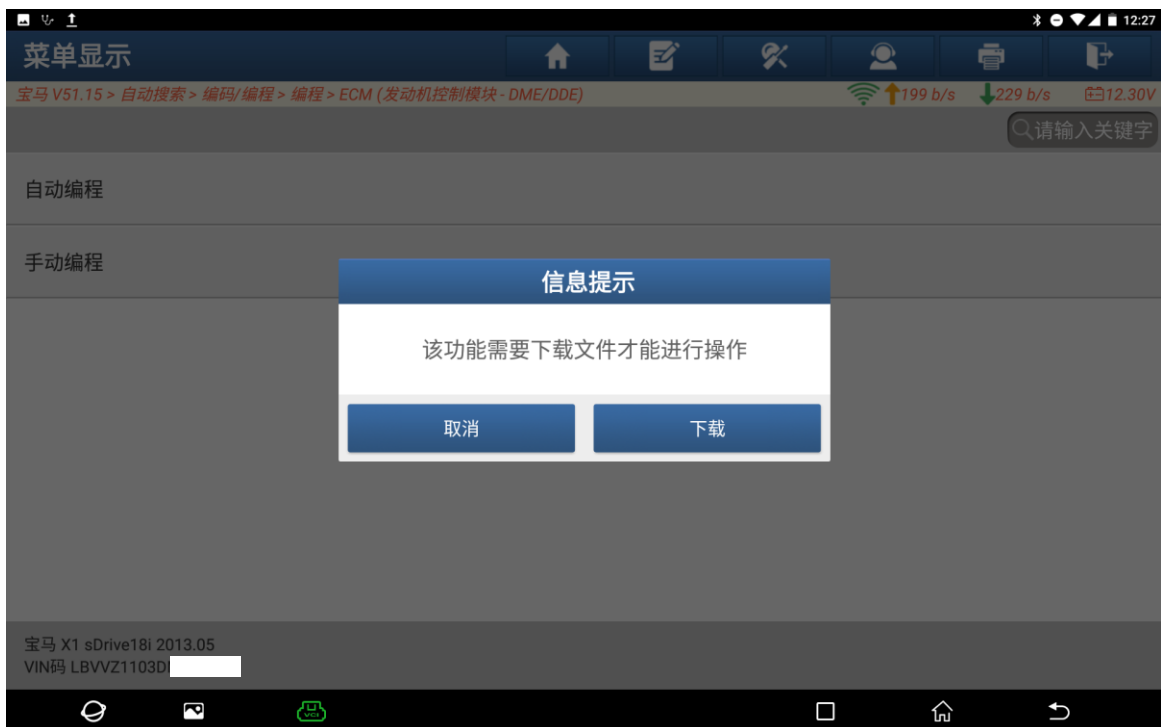 12:27
菜单显示
宝马 V51.15 > 自动搜索 > 编码/编程 > 编程 > ECM (发动机控制模块 - DME/DDE)
199 b/s
229 b/s
12.30V
请输入关键字
自动编程
手动编程
信息提示
该功能需要下载文件才能进行操作
取消
下载
宝马 X1 sDrive18i 2013.05
VIN码 LBVVZ1103D
VCI